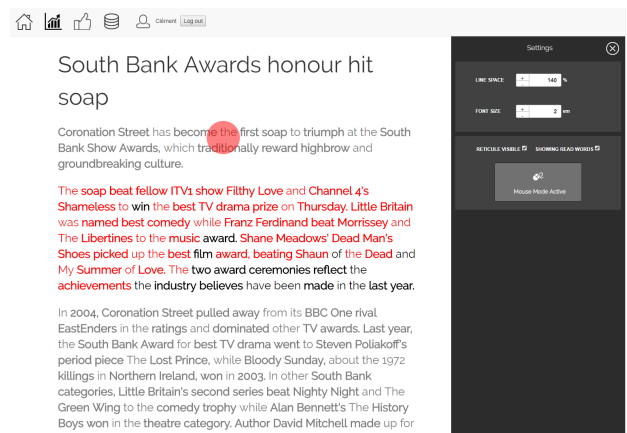 Clément Log out
Settings
LINE SPACE + 140 %
-
FONT SIZE + 2 em
-
RETICULE VISIBLE SHOWING READ WORDS
Mouse Mode Active
South Bank Awards honour hit
soap
Coronation Street has become the first soap to triumph at the South
Bank Show Awards, which traditionally reward highbrow and
groundbreaking culture.
The soap beat fellow ITV1 show Filthy Love and Channel 4's
Shameless to win the best TV drama prize on Thursday. Little Britain
was named best comedy while Franz Ferdinand beat Morrissey and
The Libertines to the music award. Shane Meadows' Dead Man's
Shoes picked up the best film award, beating Shaun of the Dead and
My Summer of Love. The two award ceremonies reflect the
achievements the industry believes have been made in the last year.
In 2004, Coronation Street pulled away from its BBC One rival
EastEnders in the ratings and dominated other TV awards. Last year,
the South Bank Award for best TV drama went to Steven Poliakoff's
period piece The Lost Prince, while Bloody Sunday, about the 1972
killings in Northern Ireland, won in 2003. In other South Bank
categories, Little Britain's second series beat Nighty Night and The
Green Wing to the comedy trophy while Alan Bennett's The History
Boys won in the theatre category. Author David Mitchell made up for